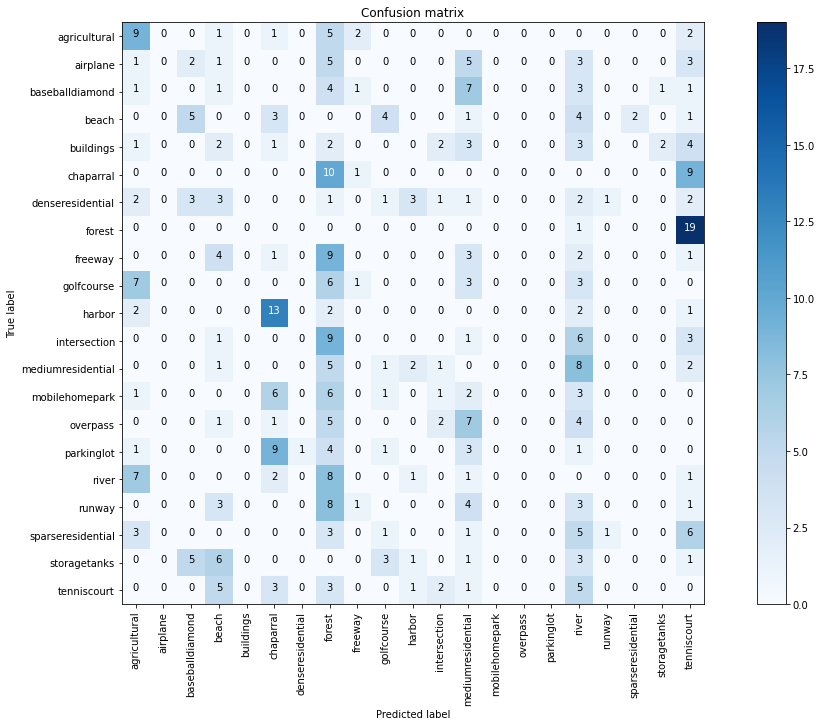 Confusion matrix
agricultural 9 0 0 1 0 1 0 5 2 0 0 0 0 0 0 0 0 0 0 0 2
airplane 1 0 2 1 0 0 0 5 0 0 0 0 5 0 0 0 3 0 0 0 3
baseballdiamond 1 0 0 1 0 0 0 4 1 0 0 0 7 0 0 0 3 0 0 1 1
beach 0 0 5 0 0 3 0 0 0 4 0 0 1 0 0 0 4 0 2 0 1
buildings 1 0 0 2 0 1 0 2 0 0 0 2 3 0 0 0 3 0 0 2 4
chaparral 0 0 0 0 0 0 0 10 1 0 0 0 0 0 0 0 0 0 0 0 9
denseresidential 2 0 3 3 0 0 0 1 0 1 3 1 1 0 0 0 2 1 0 0 2
forest 0 0 0 0 0 0 0 0 0 0 0 0 0 0 0 0 1 0 0 0 19
freeway 0 0 0 4 0 1 0 9 0 0 0 0 3 0 0 0 2 0 0 0 1
golfcourse 7 0 0 0 0 0 0 6 1 0 0 0 3 0 0 0 3 0 0 0 0
harbor 2 0 0 0 0 13 0 2 0 0 0 0 0 0 0 0 2 0 0 0 1
intersection 0 0 0 1 0 0 0 9 0 0 0 0 1 0 0 0 6 0 0 0 3
mediumresidential 0 0 0 1 0 0 0 5 0 1 2 1 0 0 0 0 8 0 0 0 2
mobilehomepark 1 0 0 0 0 6 0 6 0 1 0 1 2 0 0 0 3 0 0 0 0
overpass 0 0 0 1 0 1 0 5 0 0 0 2 7 0 0 0 4 0 0 0 0
parkinglot 1 0 0 0 0 9 1 4 0 1 0 0 3 0 0 0 1 0 0 0 0
river 7 0 0 0 0 2 0 8 0 0 1 0 1 0 0 0 0 0 0 0 1
runway 0 0 0 3 0 0 0 8 1 0 0 0 4 0 0 0 3 0 0 0 1
sparseresidential 3 0 0 0 0 0 0 3 0 1 0 0 1 0 0 0 5 1 0 0 6
storagetanks 0 0 5 6 0 0 0 0 0 3 1 0 1 0 0 0 3 0 0 0 1
tenniscourt 0 0 0 5 0 3 0 3 0 0 1 2 1 0 0 0 5 0 0 0 0
True label
agricultural
airplane
baseballdiamond
beach
buildings
chaparral
denseresidential
forest
freeway
golfcourse
harbor
intersection
mediumresidential
mobilehomepark
overpass
parkinglot
river
runway
sparseresidential
storagetanks
tenniscourt
Predicted label
17.5
15.0
12.5
10.0
7.5
5.0
2.5
0.0